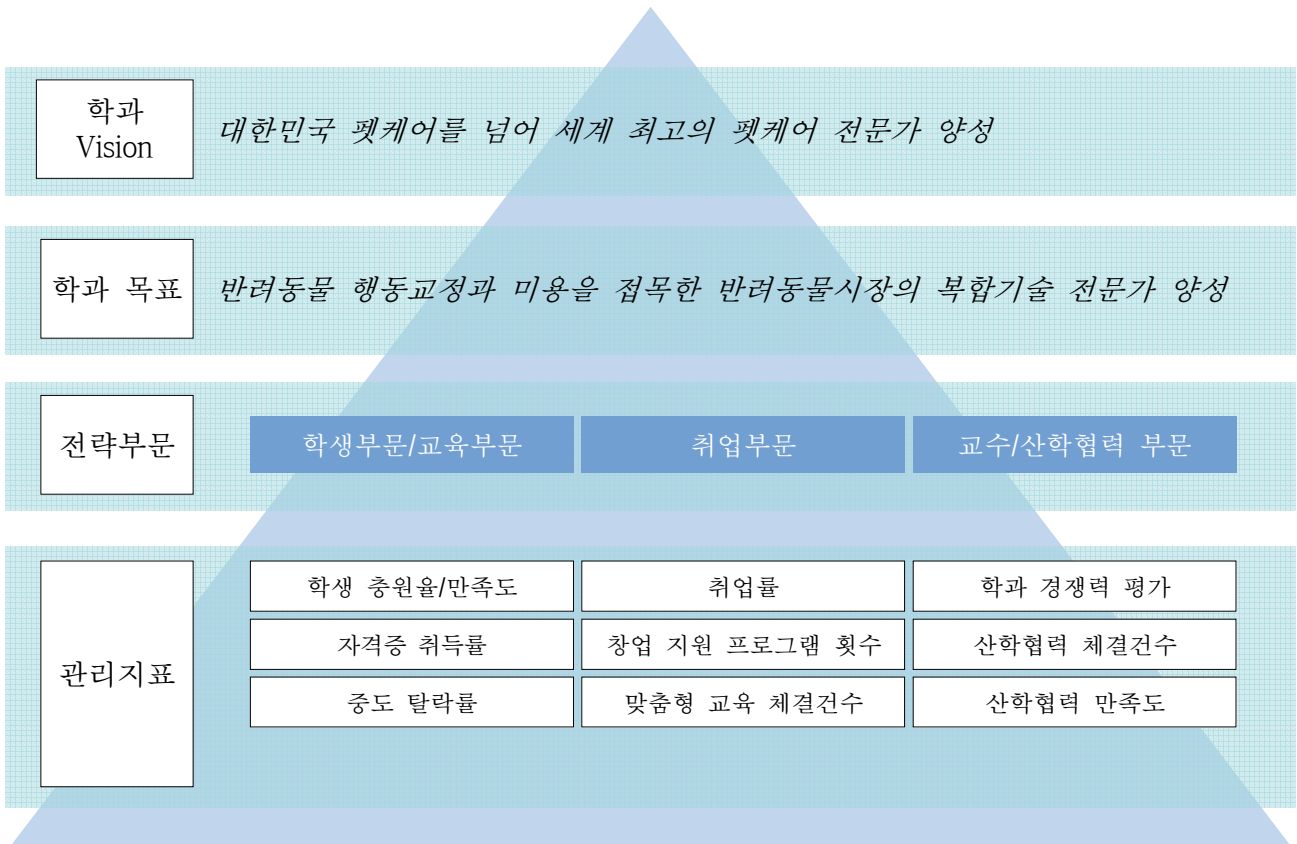 학과
Vision
대한민국 펫케어를 넘어 세계 최고의 펫케어 전문가 양성
학과 목표
반려동물 행동교정과 미용을 접목한 반려동물시장의 복합기술 전문가 양성
전략부문
학생부문/교육부문
취업부문
교수/산학협력 부문
관리지표
학생 충원율/만족도
취업률
학과 경쟁력 평가
자격증 취득률
창업 지원 프로그램 횟수
산학협력 체결건수
중도 탈락률
맞춤형 교육 체결건수
산학협력 만족도